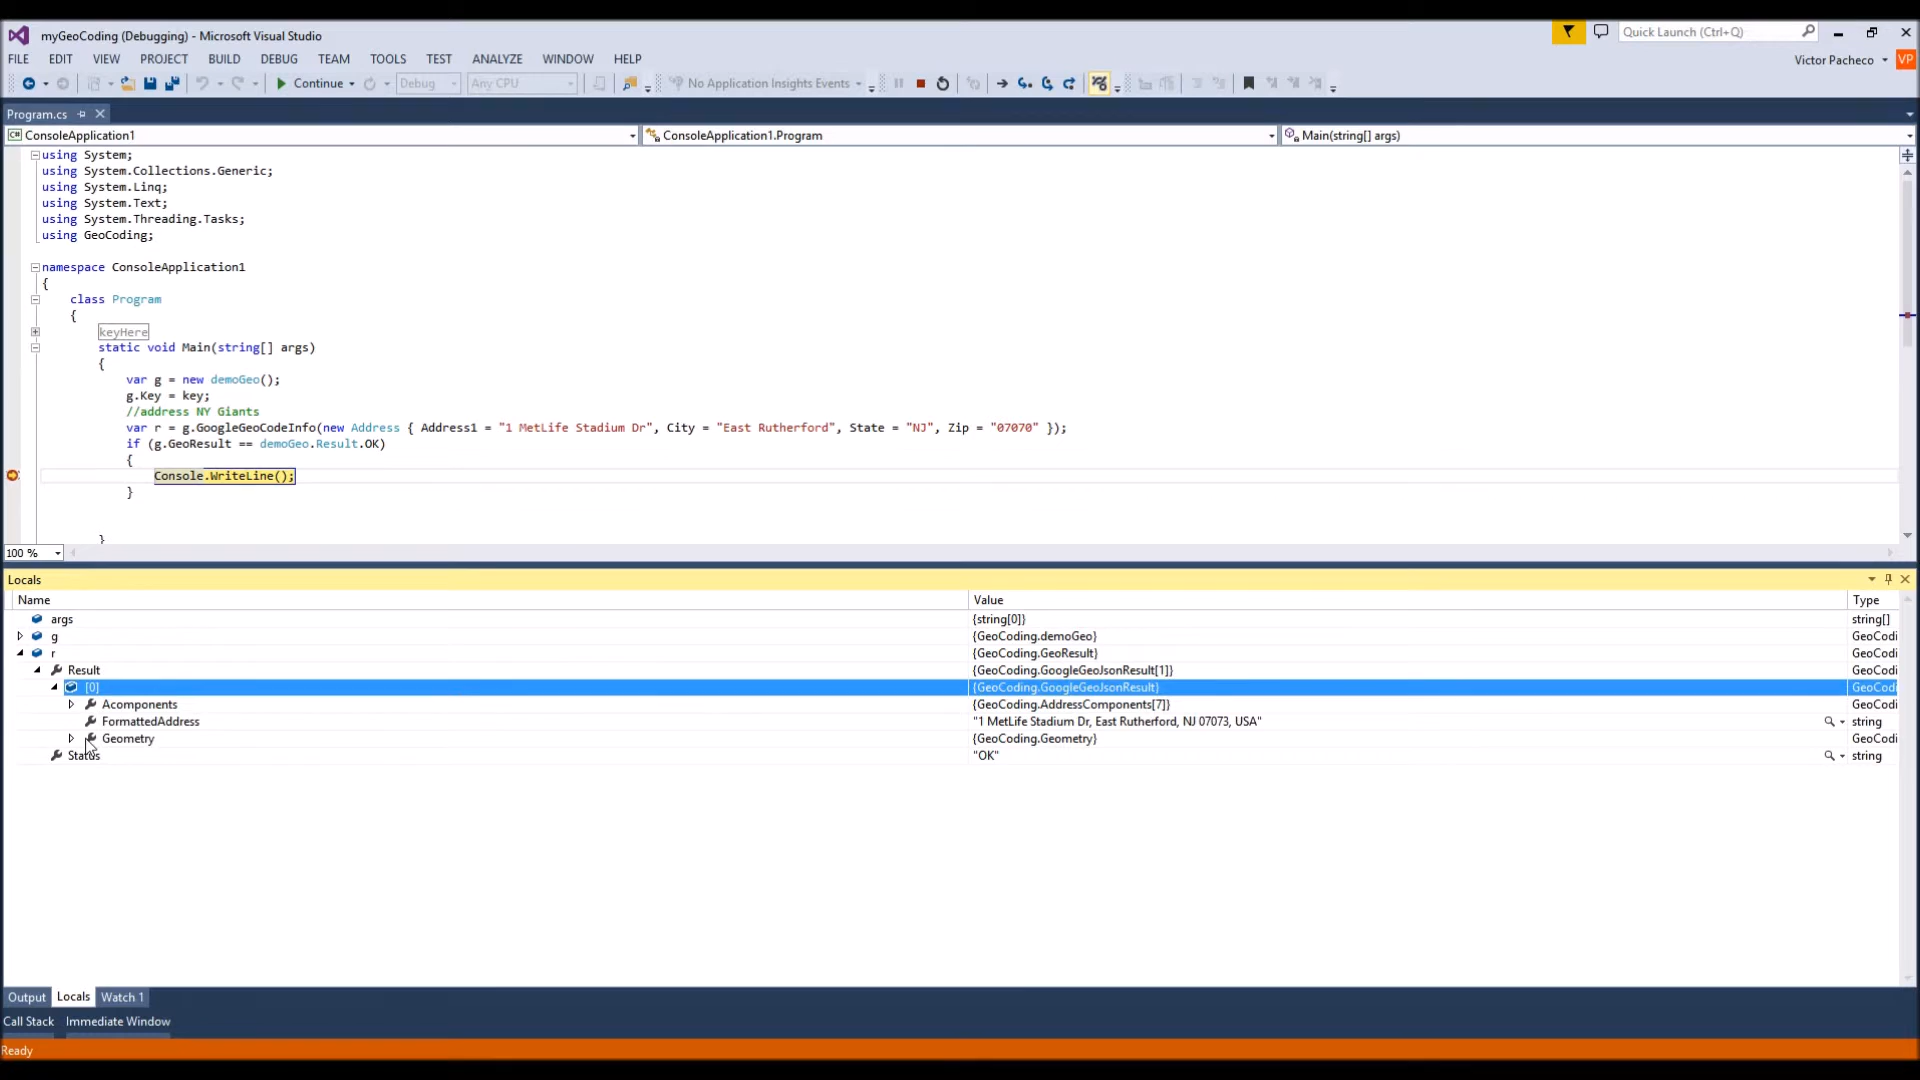 myGeoCoding (Debugging) - Microsoft Visual Studio
Quick Launch (Ctrl+Q)
FILE EDIT VIEW PROJECT BUILD DEBUG TEAM TOOLS TEST ANALYZE WINDOW HELP
Victor Pacheco VP
Continue Debug Any CPU No Application Insights Events
Program.cs
C# ConsoleApplication1 ConsoleApplication1.Program Main(string[] args)
using System;
using System.Collections.Generic;
using System.Linq;
using System.Text;
using System.Threading.Tasks;
using GeoCoding;
namespace ConsoleApplication1
{
class Program
{
keyHere
static void Main(string[] args)
{
var g = new demoGeo();
g.Key = key;
//address NY Giants
var r = g.GoogleGeoCodeInfo(new Address { Address1 = "1 MetLife Stadium Dr", City = "East Rutherford", State = "NJ", Zip = "07070" });
if (g.GeoResult == demoGeo.Result.OK)
{
Console.WriteLine();
}
}
100 %
Locals
Name Value Type
args {string[0]} string[]
g {GeoCoding.demoGeo} GeoCodi
r {GeoCoding.GeoResult} GeoCodi
Result {GeoCoding.GoogleGeoJsonResult[1]} GeoCodi
[0] {GeoCoding.GoogleGeoJsonResult} GeoCodi
Acomponents {GeoCoding.AddressComponents[7]} GeoCodi
FormattedAddress "1 MetLife Stadium Dr, East Rutherford, NJ 07073, USA" string
Geometry {GeoCoding.Geometry} GeoCodi
Status "OK" string
Output Locals Watch 1
Call Stack Immediate Window
Ready